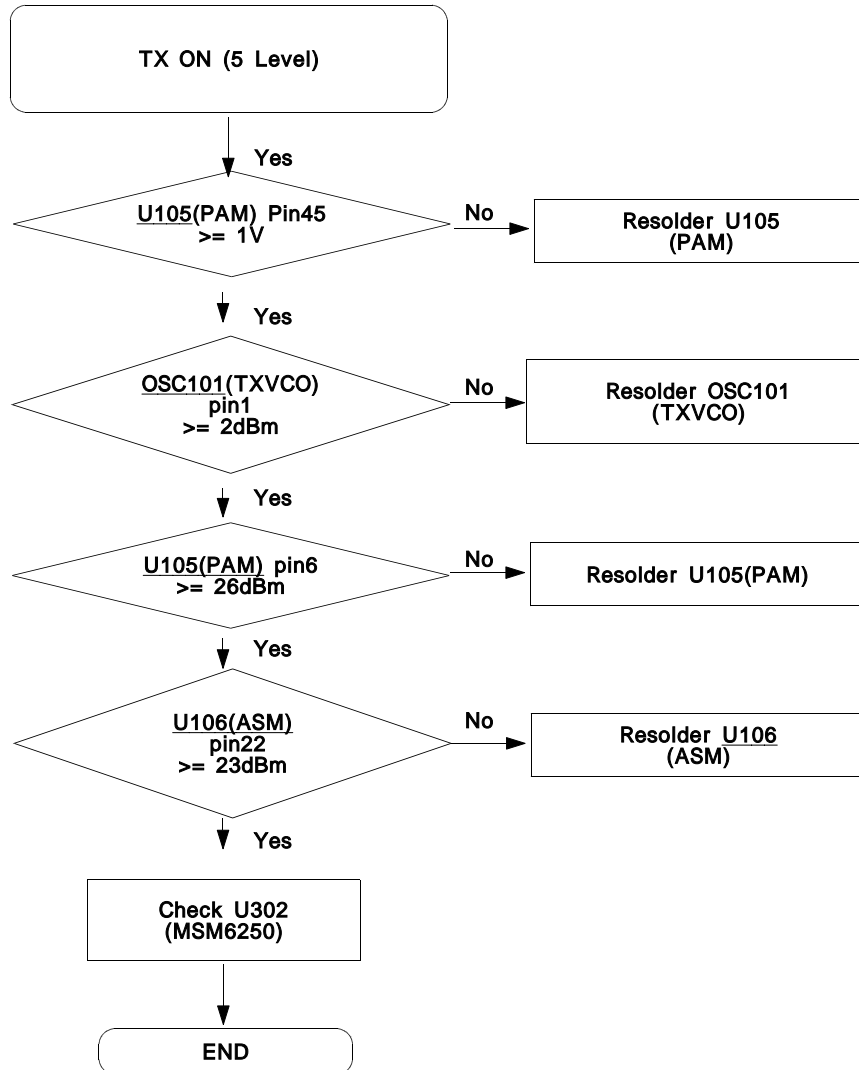 TX ON (5 Level)
Yes
U105(PAM) Pin45
>= 1V
No
Resolder U105
(PAM)
Yes
OSC101(TXVCO)
pin1
>= 2dBm
No
Resolder OSC101
(TXVCO)
Yes
U105(PAM) pin6
>= 26dBm
No
Resolder U105(PAM)
Yes
U106(ASM)
pin22
>= 23dBm
No
Resolder U106
(ASM)
Yes
Check U302
(MSM6250)
END